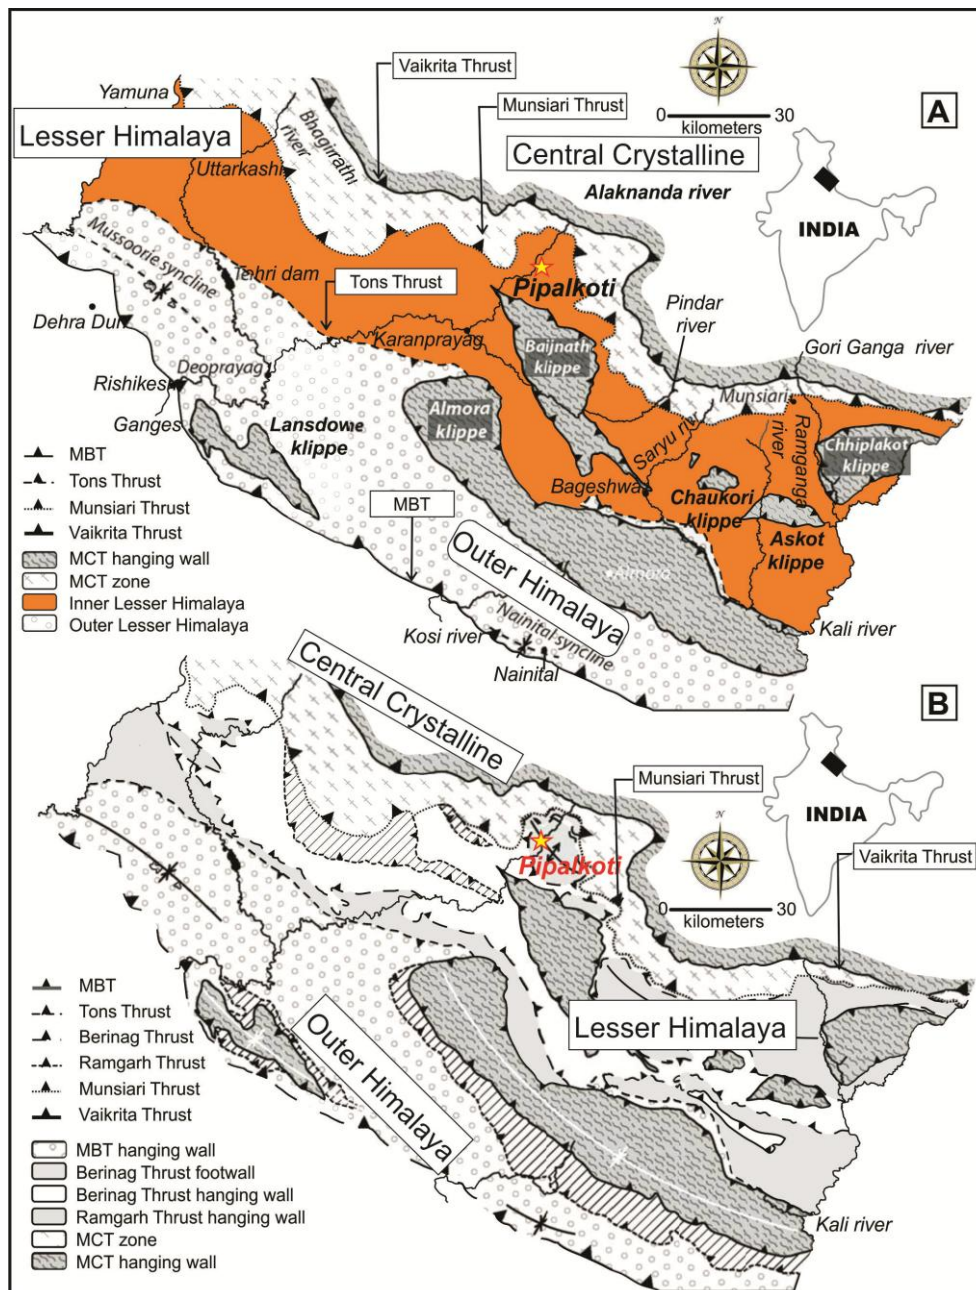 N
A
Vaikrita Thrust
Yamuna
Munsiari Thrust
0 30
kilometers
Lesser Himalaya
Bhagirathi
river
Central Crystalline
Uttarkashi
Alaknanda river
INDIA
Mussoorie syncline
Tehri dam
Tons Thrust
Pipalkoti
Pindar
river
Dehra Dun
Karanprayag
Baijnath
klippe
Gori Ganga river
Deoprayag
Rishikesh
Munsiari
Almora
klippe
Saryu
Ramganga
river
Ganges
Lansdowe
klippe
Chhiplakot
klippe
MBT
Tons Thrust
Munsiari Thrust
Vaikrita Thrust
MCT hanging wall
MCT zone
Inner Lesser Himalaya
Outer Lesser Himalaya
Bageshwa
Chaukori
klippe
MBT
Askot
klippe
Outer Himalaya
Almora
Kali river
Kosi river
Nainital syncline
Nainital
Central Crystalline
B
Munsiari Thrust
INDIA
N
Vaikrita Thrust
Pipalkoti
0 30
kilometers
Lesser Himalaya
Outer Himalaya
MBT
Tons Thrust
Berinag Thrust
Ramgarh Thrust
Munsiari Thrust
Vaikrita Thrust
MBT hanging wall
Berinag Thrust footwall
Berinag Thrust hanging wall
Ramgarh Thrust hanging wall
MCT zone
MCT hanging wall
Kali river